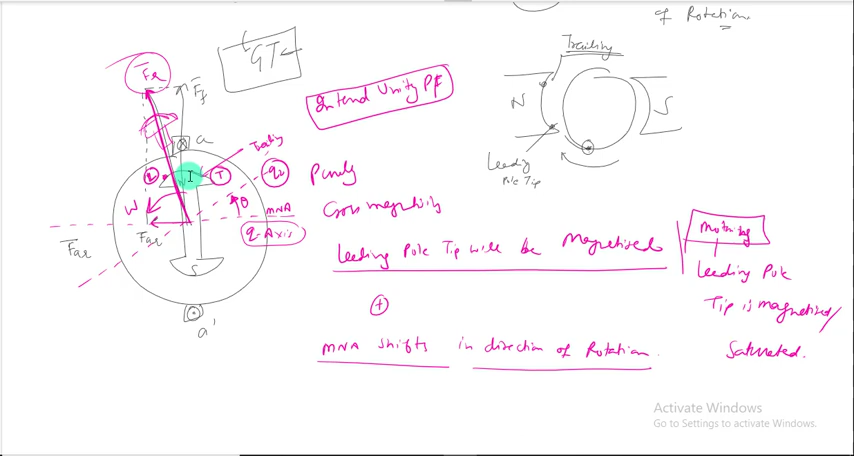 of Rotation
Fr
Ff
GT
Trailing
N
S
Leading
Pole Tip
Internal Unity PF
a
Trailing
L
T
q2
Purely
W
θ
MNA
Cross magnetizing
Far
Far
q-Axis
S
a'
Leading Pole Tip will be Magnetised
+
MNA shifts in direction of Rotation.
Motoring
Leading Pole
Tip is magnetised/
Saturated.
Activate Windows
Go to Settings to activate Windows.